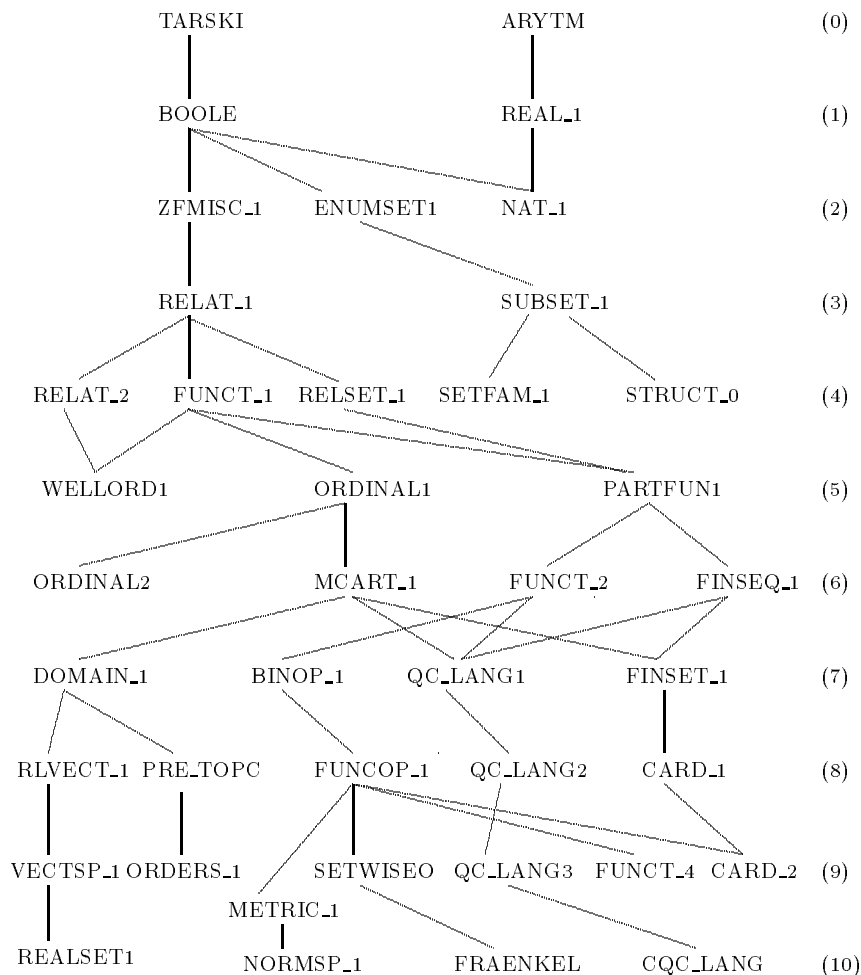 TARSKI ARYTM (0)
BOOLE REAL_1 (1)
ZFMISC_1 ENUMSET1 NAT_1 (2)
RELAT_1 SUBSET_1 (3)
RELAT_2 FUNCT_1 RELSET_1 SETFAM_1 STRUCT_0 (4)
WELLORD1 ORDINAL1 PARTFUN1 (5)
ORDINAL2 MCART_1 FUNCT_2 FINSEQ_1 (6)
DOMAIN_1 BINOP_1 QC_LANG1 FINSET_1 (7)
RLVECT_1 PRE_TOPC FUNCOP_1 QC_LANG2 CARD_1 (8)
VECTSP_1 ORDERS_1 SETWISEO QC_LANG3 FUNCT_4 CARD_2 (9)
METRIC_1
REALSET1 NORMSP_1 FRAENKEL CQC_LANG (10)